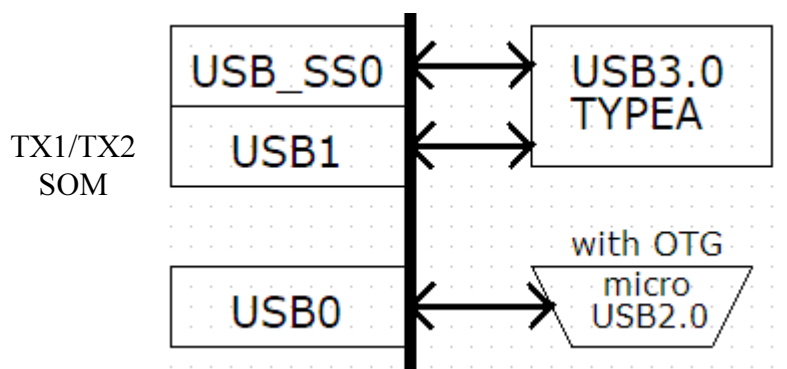 TX1/TX2
SOM
USB_SS0
USB1
USB0
USB3.0
TYPEA
with OTG
micro
USB2.0